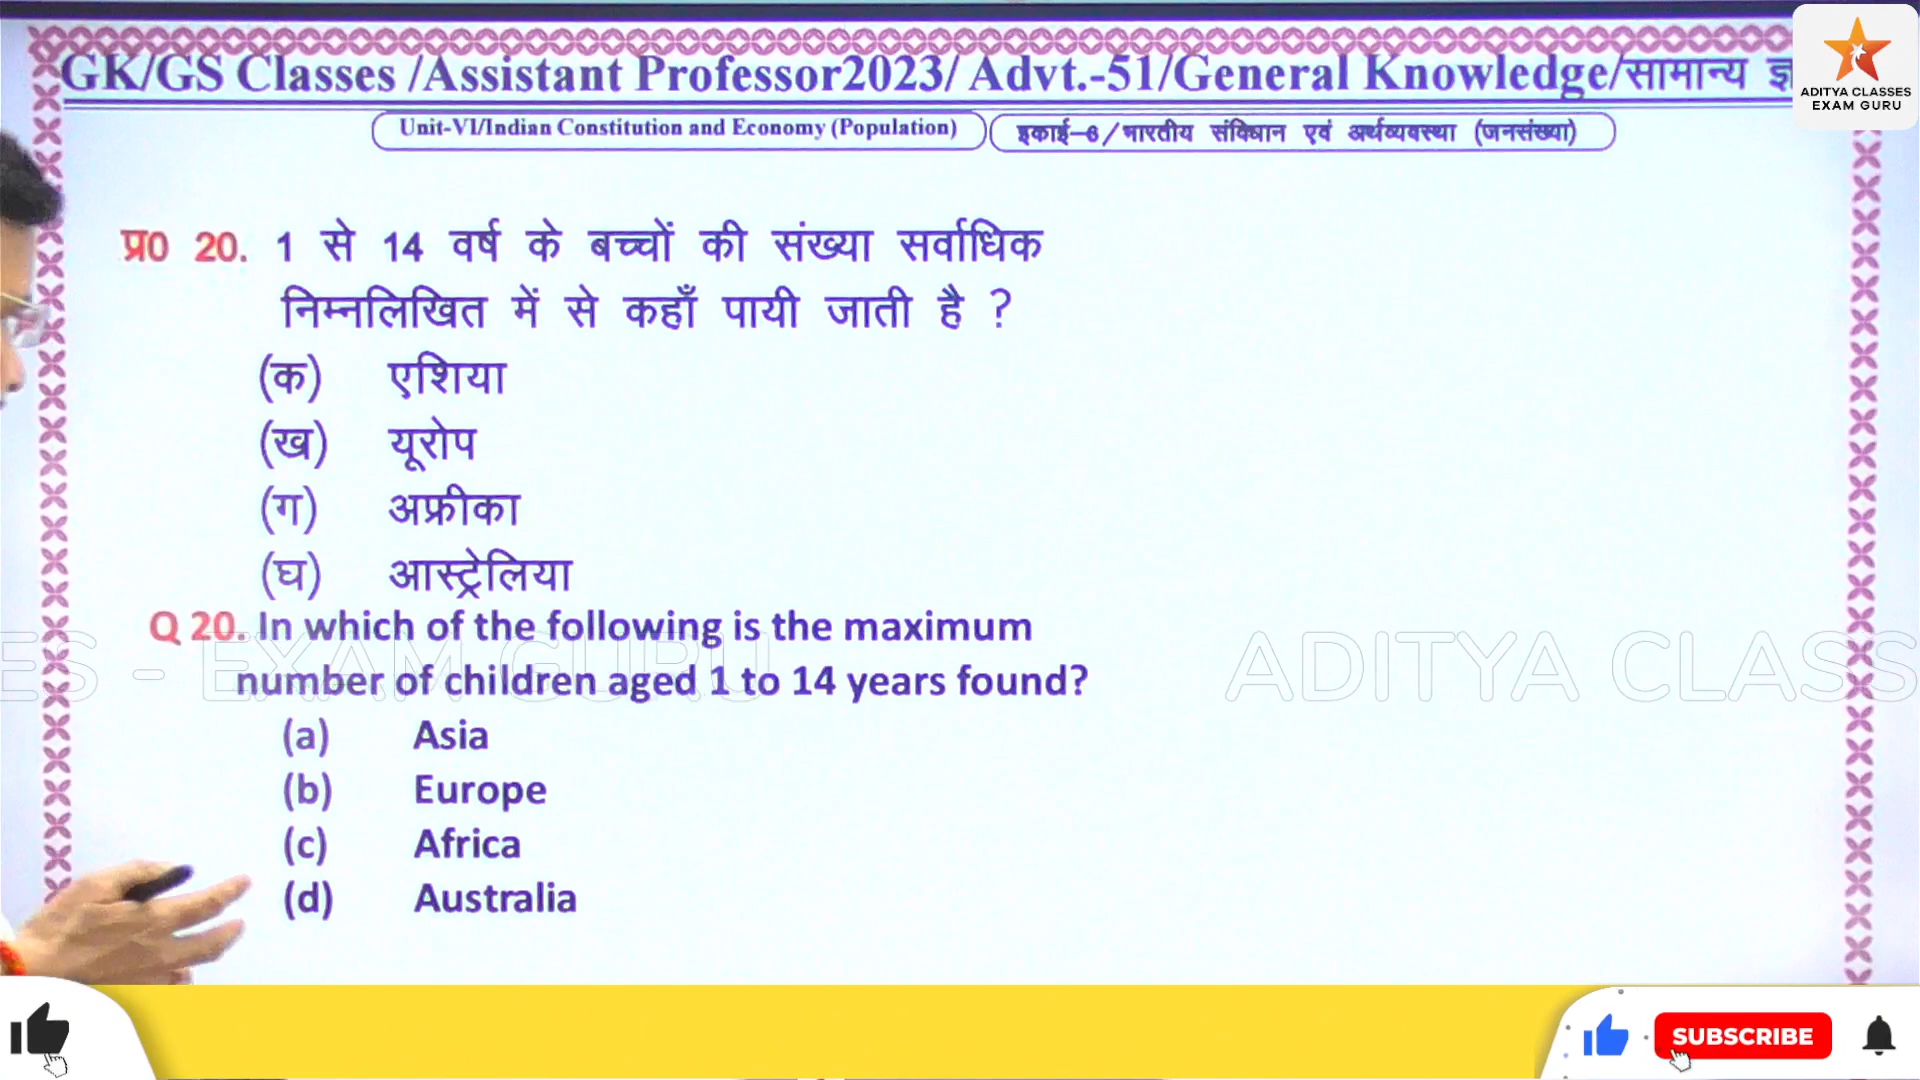 GK/GS Classes /Assistant Professor2023/ Advt.-51/General Knowledge/सामान्य
ADITYA CLASSES
EXAM GURU
Unit-VI/Indian Constitution and Economy (Population)
इकाई–6/भारतीय संविधान एवं अर्थव्यवस्था (जनसंख्या)
प्र0 20. 1 से 14 वर्ष के बच्चों की संख्या सर्वाधिक
निम्नलिखित में से कहाँ पायी जाती है ?
(क) एशिया
(ख) यूरोप
(ग) अफ्रीका
(घ) आस्ट्रेलिया
Q 20. In which of the following is the maximum
number of children aged 1 to 14 years found?
ES - EXAM GURU
ADITYA CLASS
(a) Asia
(b) Europe
(c) Africa
(d) Australia
SUBSCRIBE